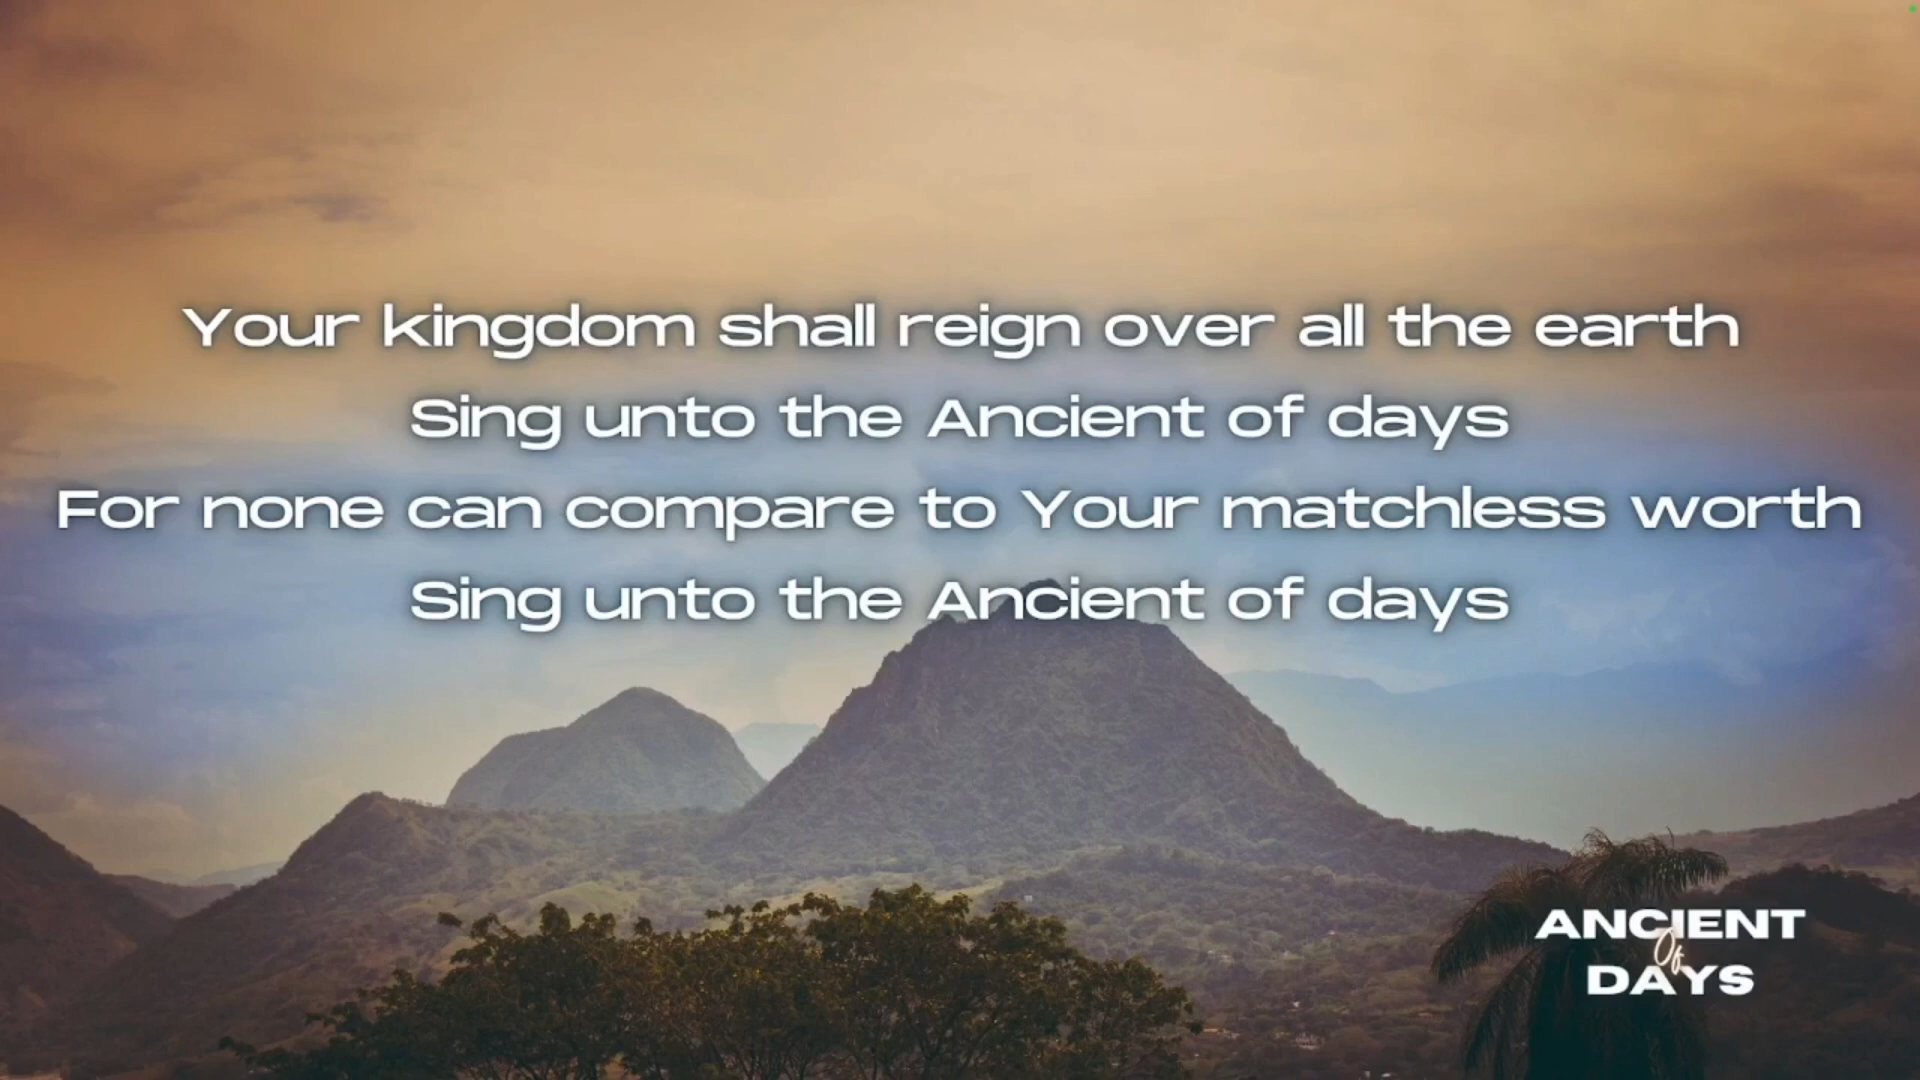 Your kingdom shall reign over all the earth
Sing unto the Ancient of days
For none can compare to Your matchless worth
Sing unto the Ancient of days
ANCIENT
Of
DAYS